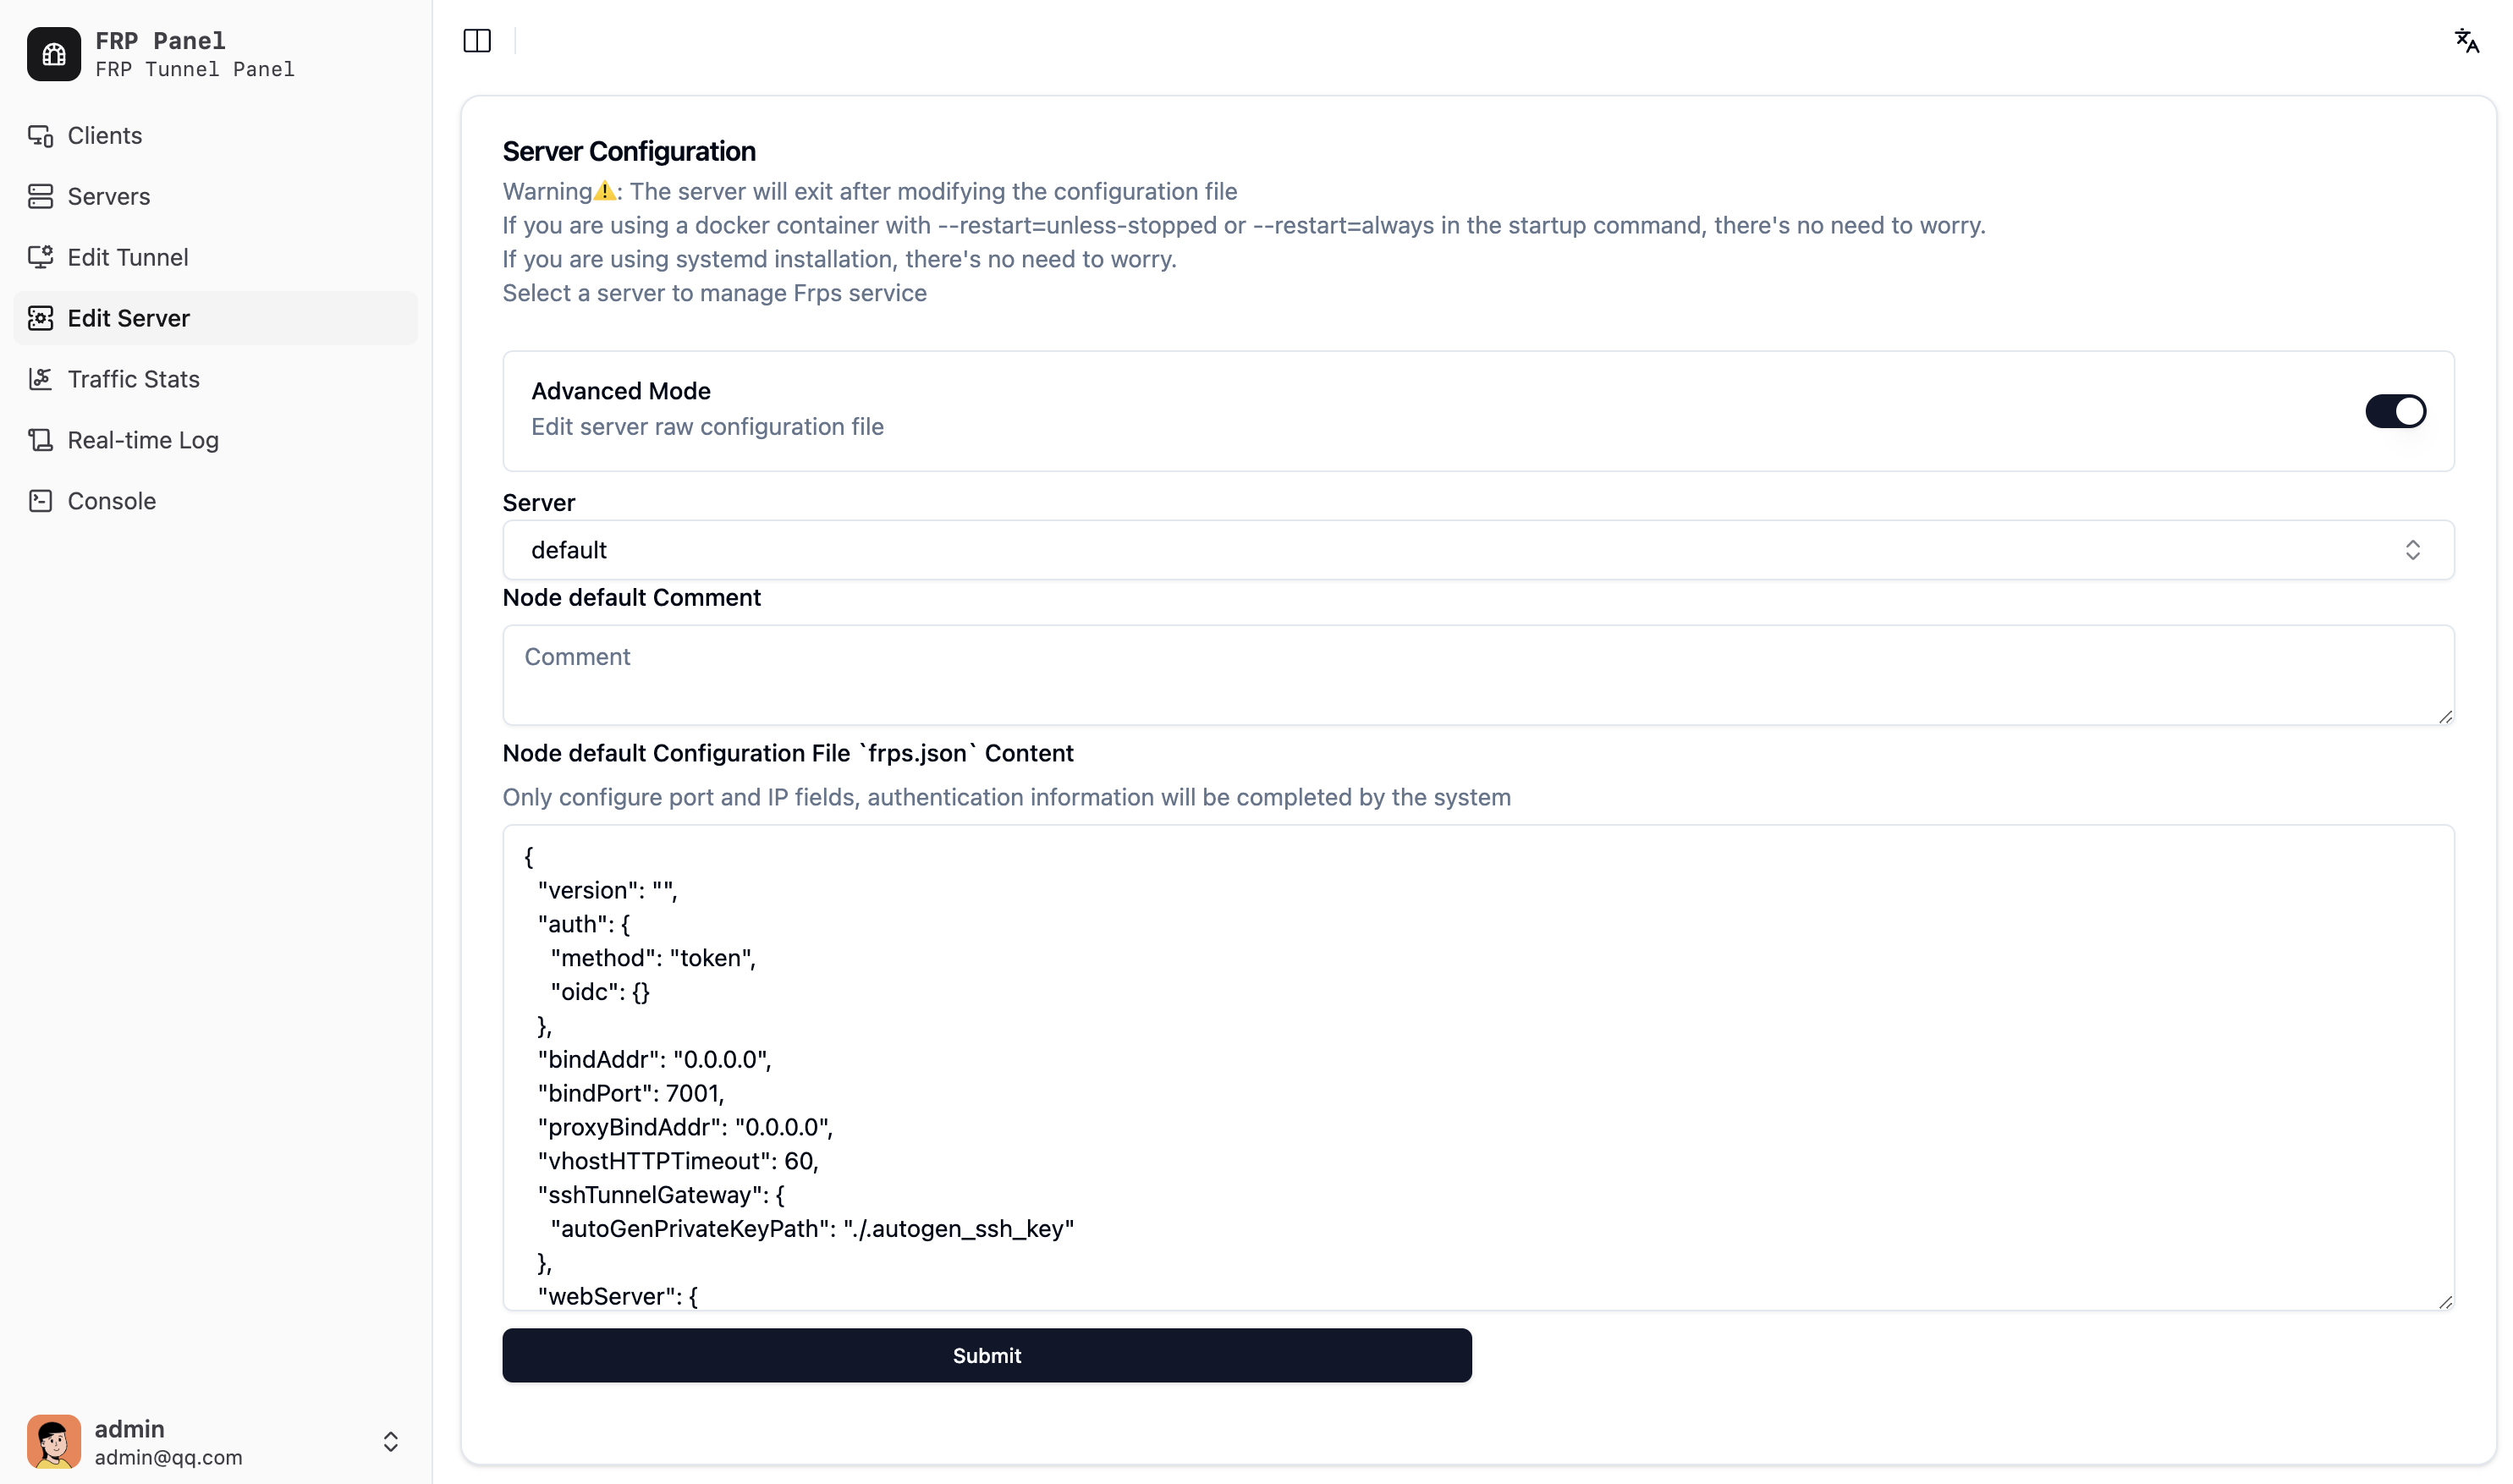 FRP Panel
FRP Tunnel Panel
Clients
Servers
Edit Tunnel
Edit Server
Traffic Stats
Real-time Log
Console
admin
admin@qq.com
Server Configuration
Warning⚠️: The server will exit after modifying the configuration file
If you are using a docker container with --restart=unless-stopped or --restart=always in the startup command, there's no need to worry.
If you are using systemd installation, there's no need to worry.
Select a server to manage Frps service
Advanced Mode
Edit server raw configuration file
Server
default
Node default Comment
Comment
Node default Configuration File `frps.json` Content
Only configure port and IP fields, authentication information will be completed by the system
{
  "version": "",
  "auth": {
    "method": "token",
    "oidc": {}
  },
  "bindAddr": "0.0.0.0",
  "bindPort": 7001,
  "proxyBindAddr": "0.0.0.0",
  "vhostHTTPTimeout": 60,
  "sshTunnelGateway": {
    "autoGenPrivateKeyPath": "./.autogen_ssh_key"
  },
  "webServer": {
Submit